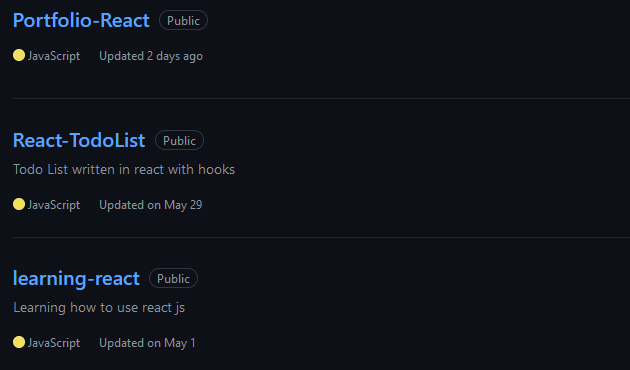 Portfolio-React Public
JavaScript Updated 2 days ago
React-TodoList Public
Todo List written in react with hooks
JavaScript Updated on May 29
learning-react Public
Learning how to use react js
JavaScript Updated on May 1